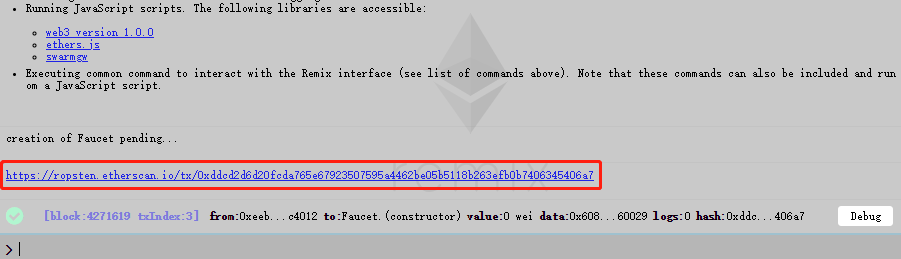 Running JavaScript scripts. The following libraries are accessible:
web3 version 1.0.0
ethers.js
swarmgw
Executing common command to interact with the Remix interface (see list of commands above). Note that these commands can also be included and run
om a JavaScript script.
creation of Faucet pending...
https://ropsten.etherscan.io/tx/0xddcd2d6d20fcda765e67923507595a4462be05b5118b263efb0b7406345406a7
remix
[block:4271619 txIndex:3] from:0xeeb...c4012 to:Faucet.(constructor) value:0 wei data:0x608...60029 logs:0 hash:0xddc...406a7 Debug
>